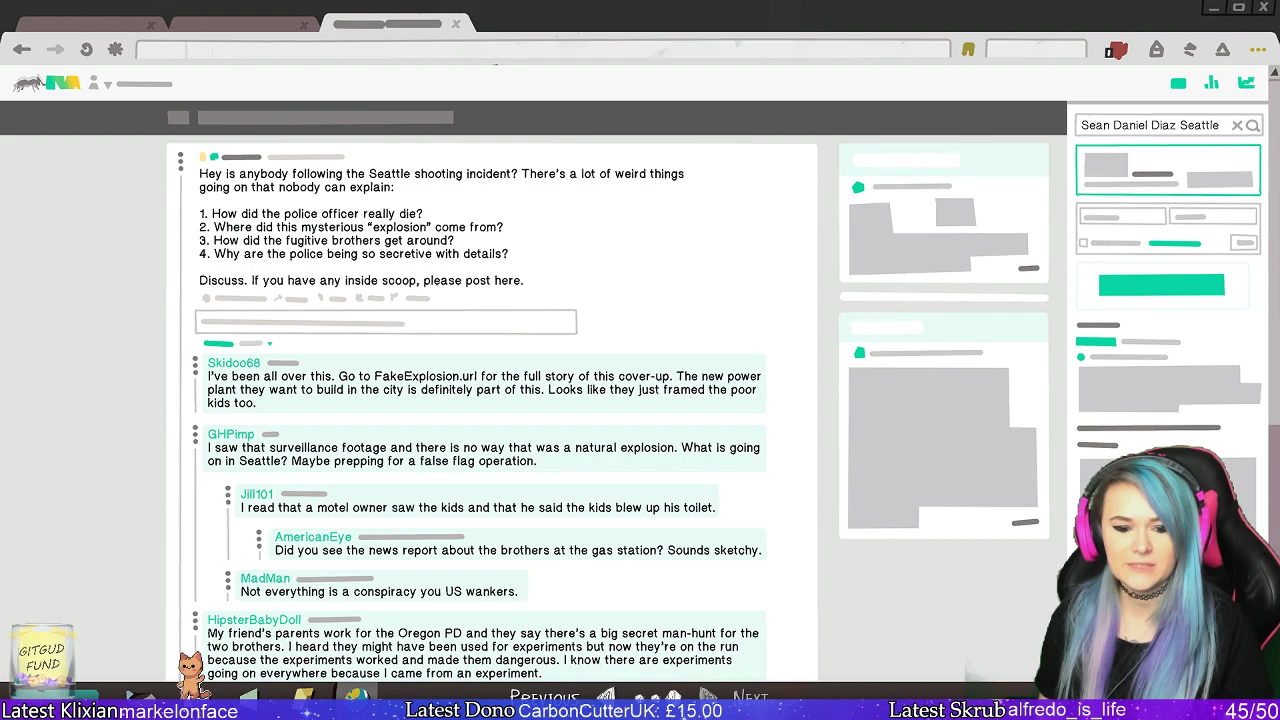 Sean Daniel Diaz Seattle
Hey is anybody following the Seattle shooting incident? There's a lot of weird things
going on that nobody can explain:
1. How did the police officer really die?
2. Where did this mysterious “explosion” come from?
3. How did the fugitive brothers get around?
4. Why are the police being so secretive with details?
Discuss. If you have any inside scoop, please post here.
Skidoo68
I've been all over this. Go to FakeExplosion.url for the full story of this cover-up. The new power
plant they want to build in the city is definitely part of this. Looks like they just framed the poor
kids too.
GHPimp
I saw that surveillance footage and there is no way that was a natural explosion. What is going
on in Seattle? Maybe prepping for a false flag operation.
Jill101
I read that a motel owner saw the kids and that he said the kids blew up his toilet.
AmericanEye
Did you see the news report about the brothers at the gas station? Sounds sketchy.
MadMan
Not everything is a conspiracy you US wankers.
HipsterBabyDoll
My friend's parents work for the Oregon PD and they say there's a big secret man-hunt for the
two brothers. I heard they might have been used for experiments but now they're on the run
because the experiments worked and made them dangerous. I know there are experiments
going on everywhere because I came from an experiment.
GITGUD
FUND
Previous
Next
Latest Klixian markelonface
Latest Dono CarbonCutterUK: £15.00
Latest Skrub alfredo_is_life
45/50